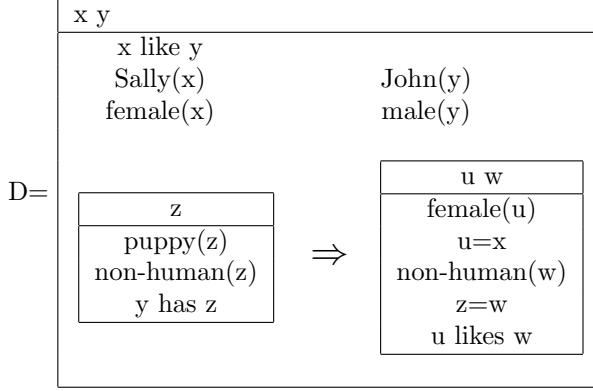 x y
x like y
Sally(x) John(y)
female(x) male(y)
D=
z
puppy(z)
non-human(z)
y has z
⇒
u w
female(u)
u=x
non-human(w)
z=w
u likes w